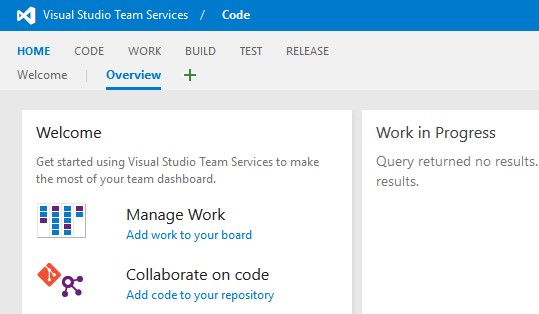 Visual Studio Team Services / Code
HOME CODE WORK BUILD TEST RELEASE
Welcome | Overview +
Welcome
Get started using Visual Studio Team Services to make
the most of your team dashboard.
Manage Work
Add work to your board
Collaborate on code
Add code to your repository
Work in Progress
Query returned no results.
results.